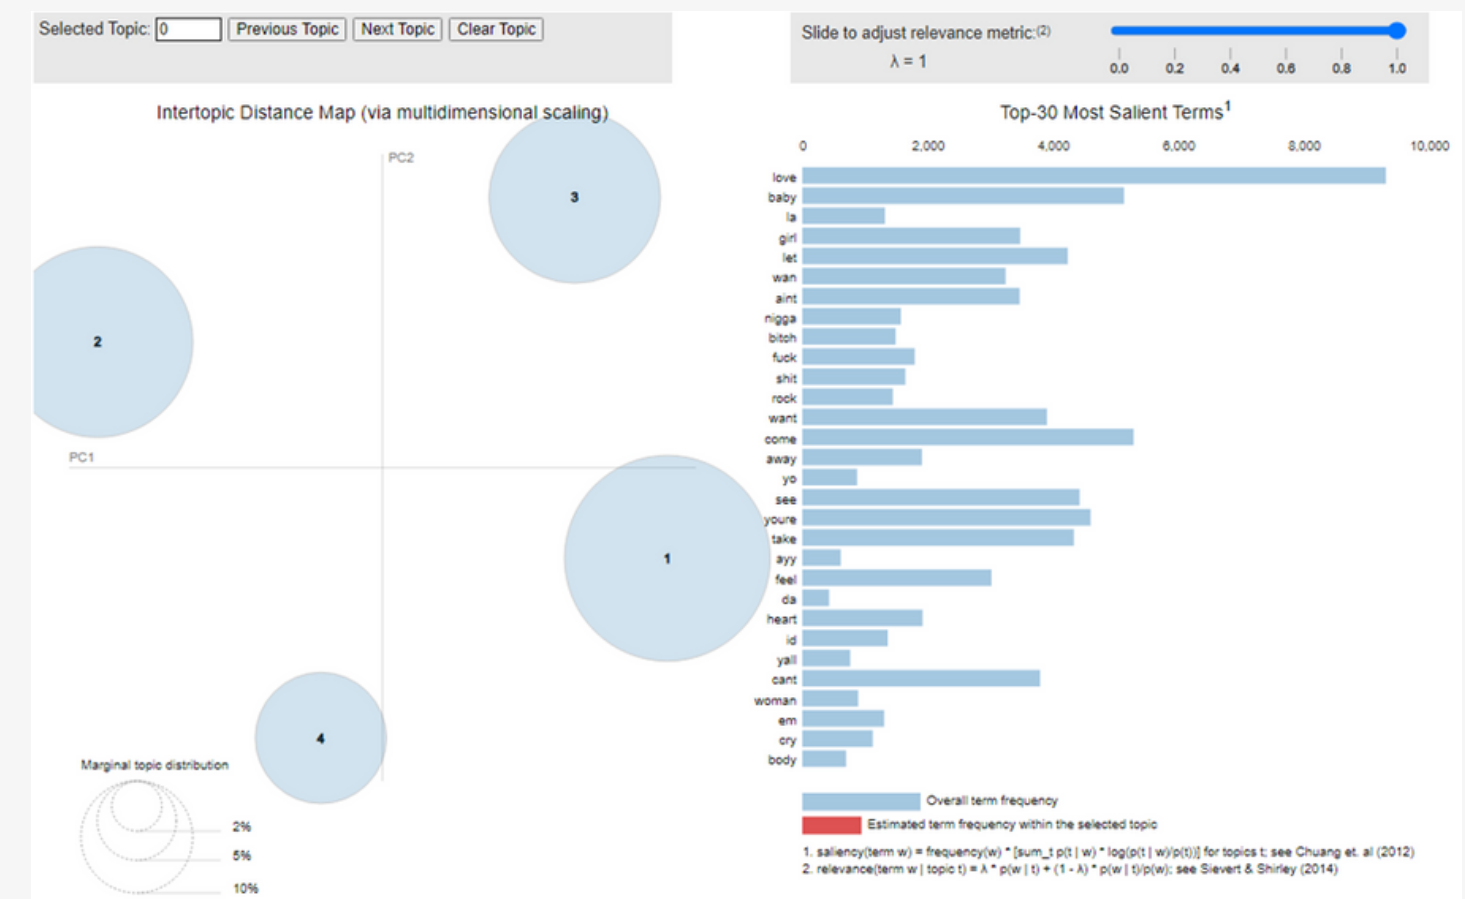 Selected Topic: 0 Previous Topic Next Topic Clear Topic
Slide to adjust relevance metric:(2)
λ = 1
0.0 0.2 0.4 0.6 0.8 1.0
Intertopic Distance Map (via multidimensional scaling)
PC2
PC1
3
2
1
4
Marginal topic distribution
2%
5%
10%
Top-30 Most Salient Terms1
0 2,000 4,000 6,000 8,000 10,000
love
baby
la
girl
let
wan
aint
nigga
bitch
fuck
shit
rock
want
come
away
yo
see
youre
take
ayy
feel
da
heart
id
yall
cant
woman
em
cry
body
Overall term frequency
Estimated term frequency within the selected topic
1. saliency(term w) = frequency(w) * [sum_t p(t | w) * log(p(t | w)/p(t))] for topics t; see Chuang et. al (2012)
2. relevance(term w | topic t) = λ * p(w | t) + (1 - λ) * p(w | t)/p(w); see Sievert & Shirley (2014)